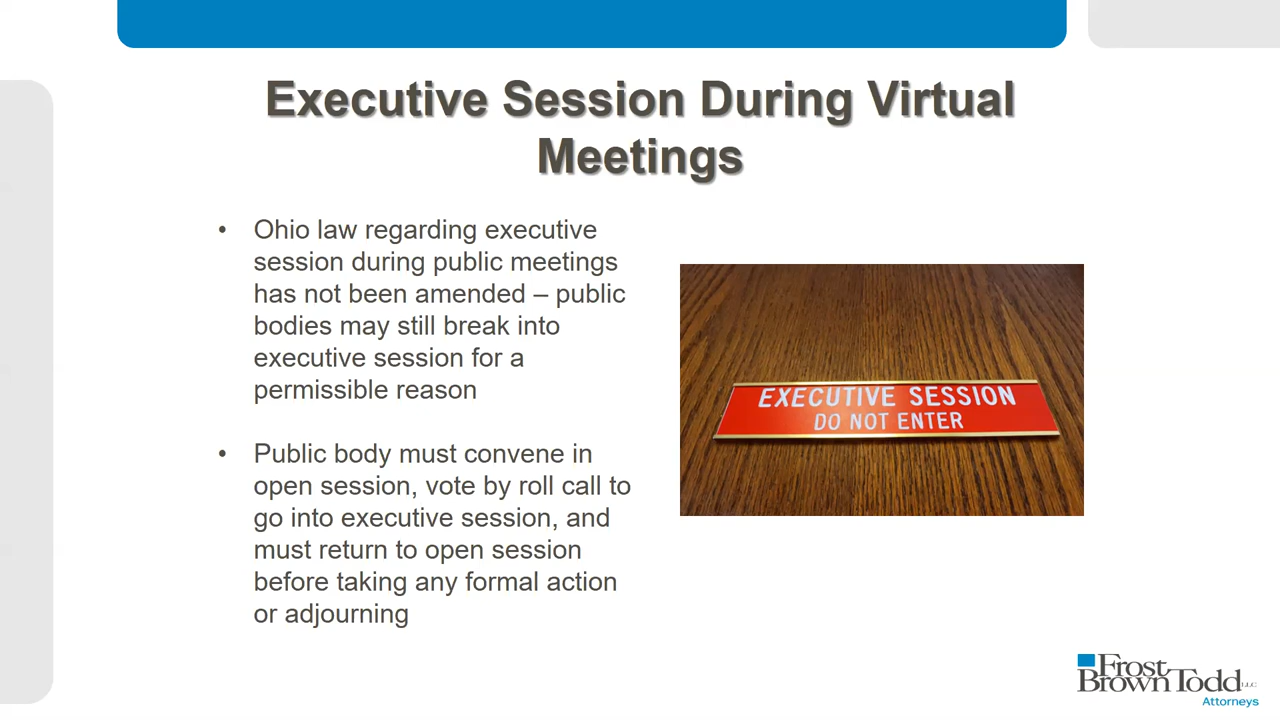 Executive Session During Virtual
Meetings
• Ohio law regarding executive
session during public meetings
has not been amended – public
bodies may still break into
executive session for a
permissible reason
• Public body must convene in
open session, vote by roll call to
go into executive session, and
must return to open session
before taking any formal action
or adjourning
EXECUTIVE SESSION
DO NOT ENTER
Frost
Brown Todd LLC
Attorneys